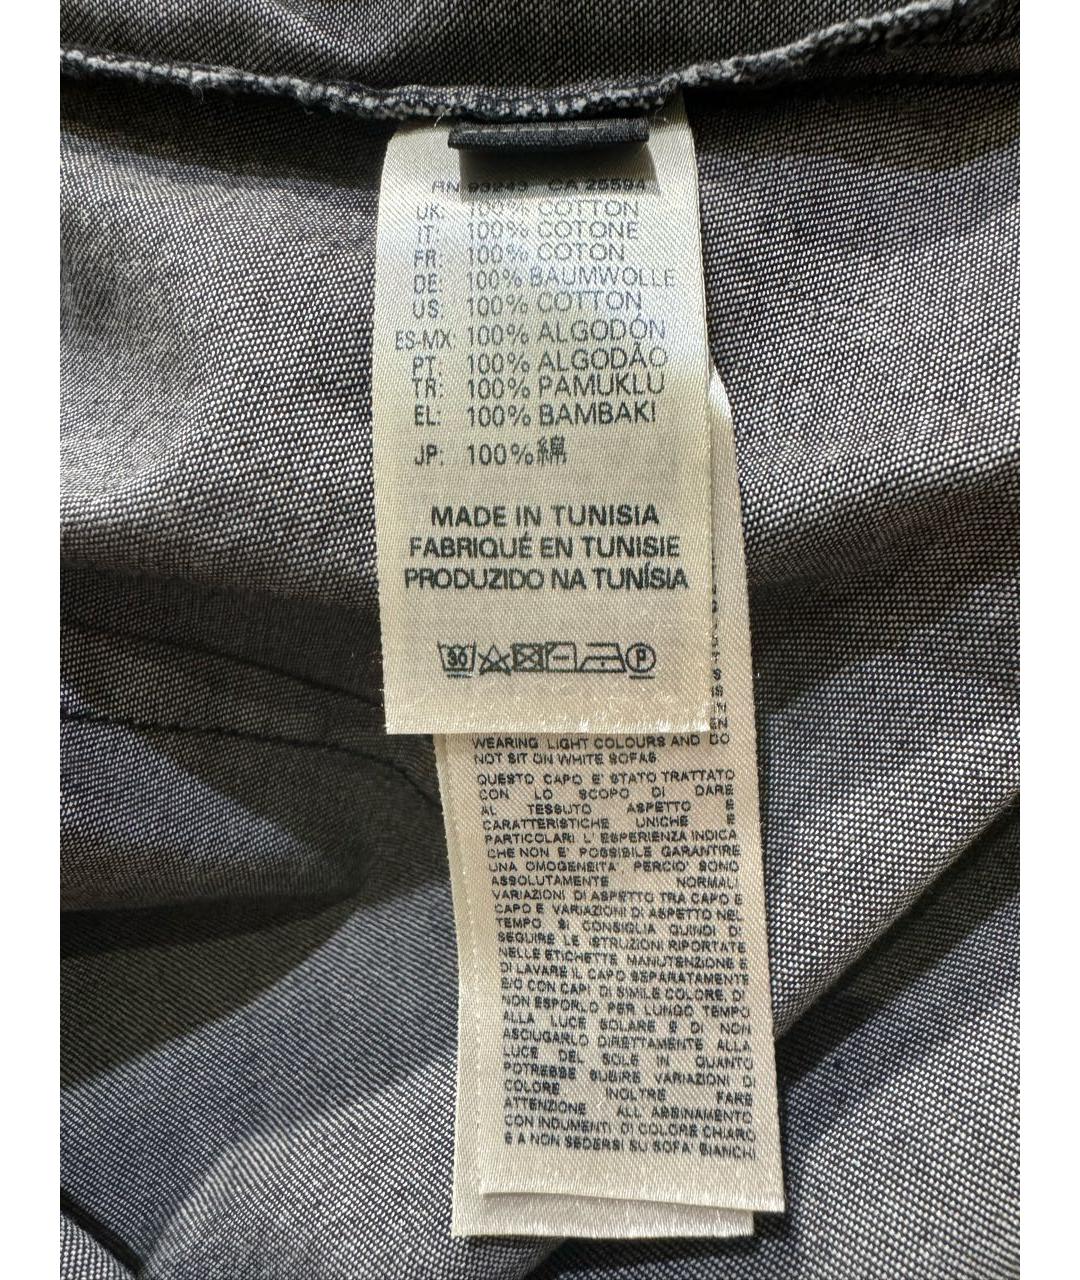 RN 93243 CA 25594
UK: 100% COTTON
IT: 100% COTONE
FR: 100% COTON
DE: 100% BAUMWOLLE
US: 100% COTTON
ES-MX: 100% ALGODÓN
PT: 100% ALGODÃO
TR: 100% PAMUKLU
EL: 100% BAMBAKI
JP: 100%綿
MADE IN TUNISIA
FABRIQUÉ EN TUNISIE
PRODUZIDO NA TUNÍSIA
30 P
WEARING LIGHT COLOURS AND DO
NOT SIT ON WHITE SOFAS
QUESTO CAPO E' STATO TRATTATO
CON LO SCOPO DI DARE
AL TESSUTO ASPETTO E
CARATTERISTICHE UNICHE E
PARTICOLARI L' ESPERIENZA INDICA
CHE NON E' POSSIBILE GARANTIRE
UNA OMOGENEITA', PERCIO' SONO
ASSOLUTAMENTE NORMALI
VARIAZIONI DI ASPETTO TRA CAPO E
CAPO E VARIAZIONI DI ASPETTO NEL
TEMPO SI CONSIGLIA QUINDI DI
SEGUIRE LE ISTRUZIONI RIPORTATE
NELLE ETICHETTE MANUTENZIONE E
DI LAVARE IL CAPO SEPARATAMENTE
E/O CON CAPI DI SIMILE COLORE, DI
NON ESPORLO PER LUNGO TEMPO
ALLA LUCE SOLARE E DI NON
ASCIUGARLO DIRETTAMENTE ALLA
LUCE DEL SOLE IN QUANTO
POTREBBE SUBIRE VARIAZIONI DI
COLORE INOLTRE FARE
ATTENZIONE ALL' ABBINAMENTO
CON INDUMENTI DI COLORE CHIARO
E A NON SEDERSI SU SOFA' BIANCHI